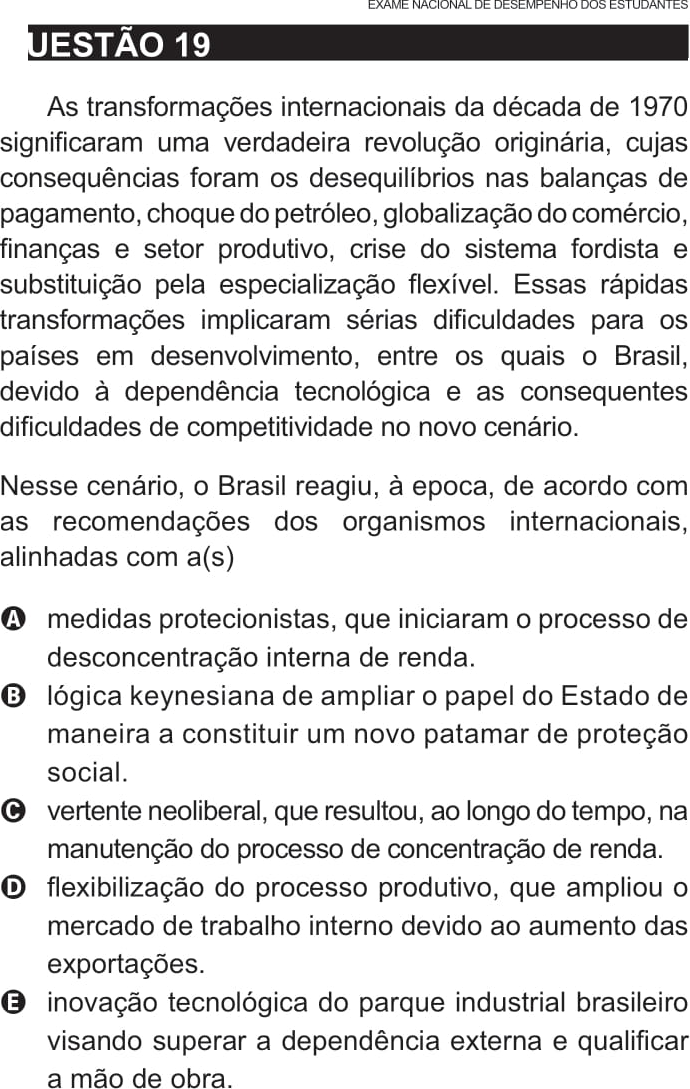 EXAME NACIONAL DE DESEMPENHO DOS ESTUDANTES
UESTÃO 19
As transformações internacionais da década de 1970
significaram uma verdadeira revolução originária, cujas
consequências foram os desequilíbrios nas balanças de
pagamento, choque do petróleo, globalização do comércio,
finanças e setor produtivo, crise do sistema fordista e
substituição pela especialização flexível. Essas rápidas
transformações implicaram sérias dificuldades para os
países em desenvolvimento, entre os quais o Brasil,
devido à dependência tecnológica e as consequentes
dificuldades de competitividade no novo cenário.
Nesse cenário, o Brasil reagiu, à epoca, de acordo com
as recomendações dos organismos internacionais,
alinhadas com a(s)
A medidas protecionistas, que iniciaram o processo de
desconcentração interna de renda.
B lógica keynesiana de ampliar o papel do Estado de
maneira a constituir um novo patamar de proteção
social.
C vertente neoliberal, que resultou, ao longo do tempo, na
manutenção do processo de concentração de renda.
D flexibilização do processo produtivo, que ampliou o
mercado de trabalho interno devido ao aumento das
exportações.
E inovação tecnológica do parque industrial brasileiro
visando superar a dependência externa e qualificar
a mão de obra.